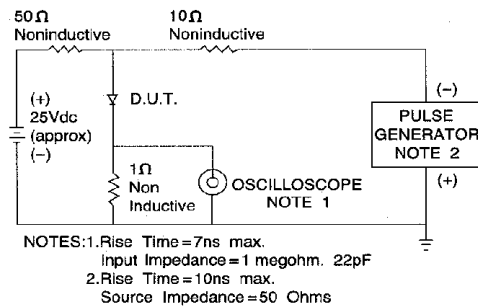 50Ω
Noninductive
10Ω
Noninductive
(+)
25Vdc
(approx)
(-)
D.U.T.
1Ω
Non
Inductive
OSCILLOSCOPE
NOTE 1
(-)
PULSE
GENERATOR
NOTE 2
(+)
NOTES:1.Rise Time=7ns max.
Input Impedance=1 megohm. 22pF
2.Rise Time=10ns max.
Source Impedance=50 Ohms